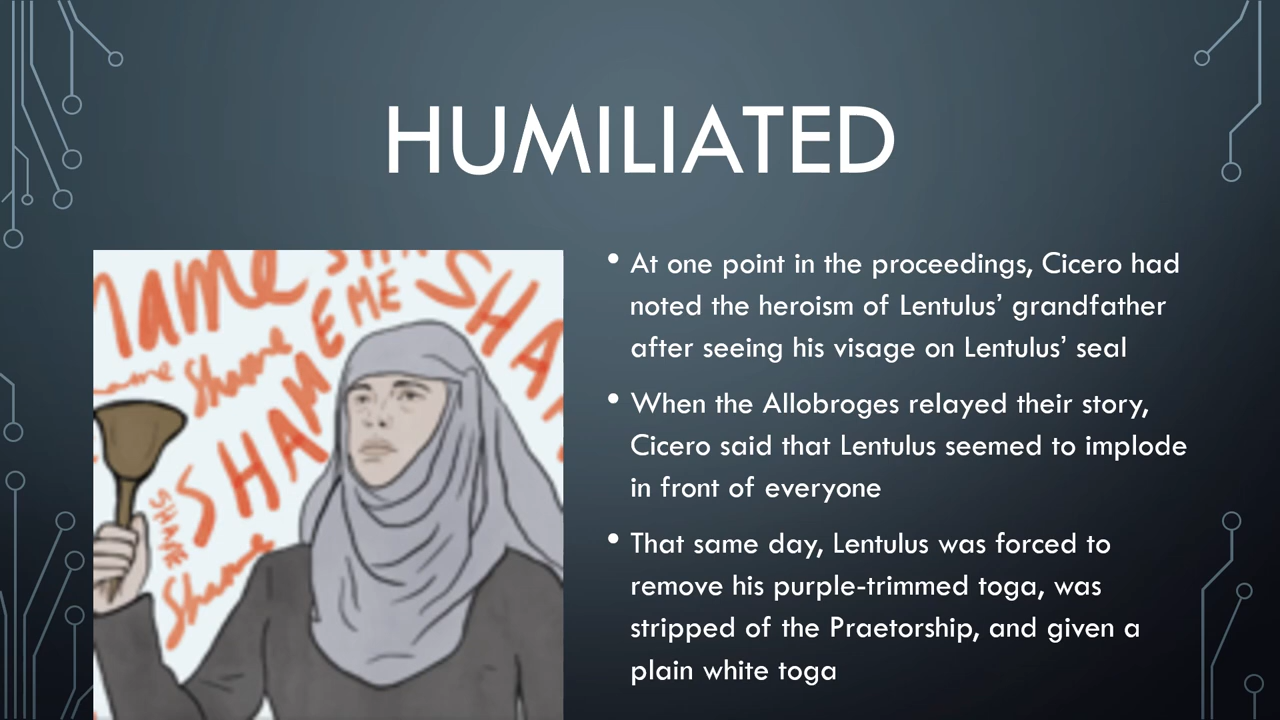 HUMILIATED
Shame
SHAME
ME
SHAME
Shame
SHAME
SHAME
Shame
• At one point in the proceedings, Cicero had
noted the heroism of Lentulus’ grandfather
after seeing his visage on Lentulus’ seal
• When the Allobroges relayed their story,
Cicero said that Lentulus seemed to implode
in front of everyone
• That same day, Lentulus was forced to
remove his purple-trimmed toga, was
stripped of the Praetorship, and given a
plain white toga